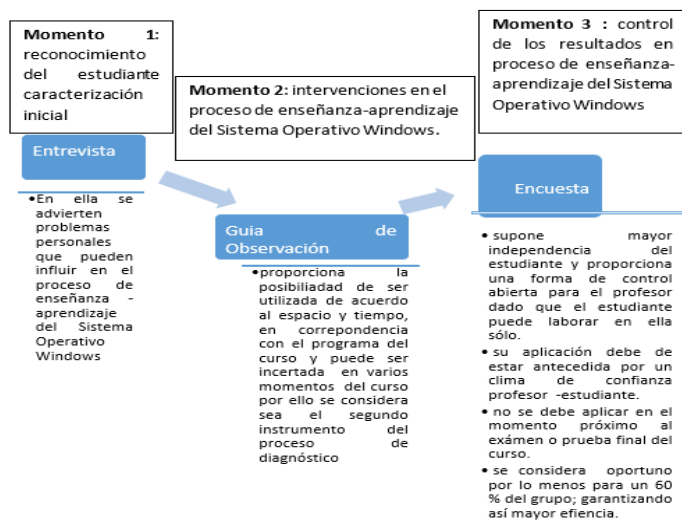 Momento 1:
reconocimiento
del estudiante
caracterización
inicial
Entrevista
•En ella se
advierten
problemas
personales
que pueden
influir en el
proceso de
enseñanza -
aprendizaje
del Sistema
Operativo
Windows
Momento 2: intervenciones en el
proceso de enseñanza-aprendizaje
del Sistema Operativo Windows.
Guia de
Observación
•proporciona la
posibiliadad de ser
utilizada de acuerdo
al espacio y tiempo,
en correpondencia
con el programa del
curso y puede ser
incertada en varios
momentos del curso
por ello se considera
sea el segundo
instrumento del
proceso de
diagnóstico
Momento 3 : control
de los resultados en
proceso de enseñanza-
aprendizaje del Sistema
Operativo Windows
Encuesta
• supone mayor
independencia del
estudiante y proporciona
una forma de control
abierta para el profesor
dado que el estudiante
puede laborar en ella
sólo.
• su aplicación debe de
estar antecedida por un
clima de confianza
profesor -estudiante.
• no se debe aplicar en el
momento próximo al
exámen o prueba final del
curso.
• se considera oportuno
por lo menos para un 60
% del grupo; garantizando
así mayor efiencia.